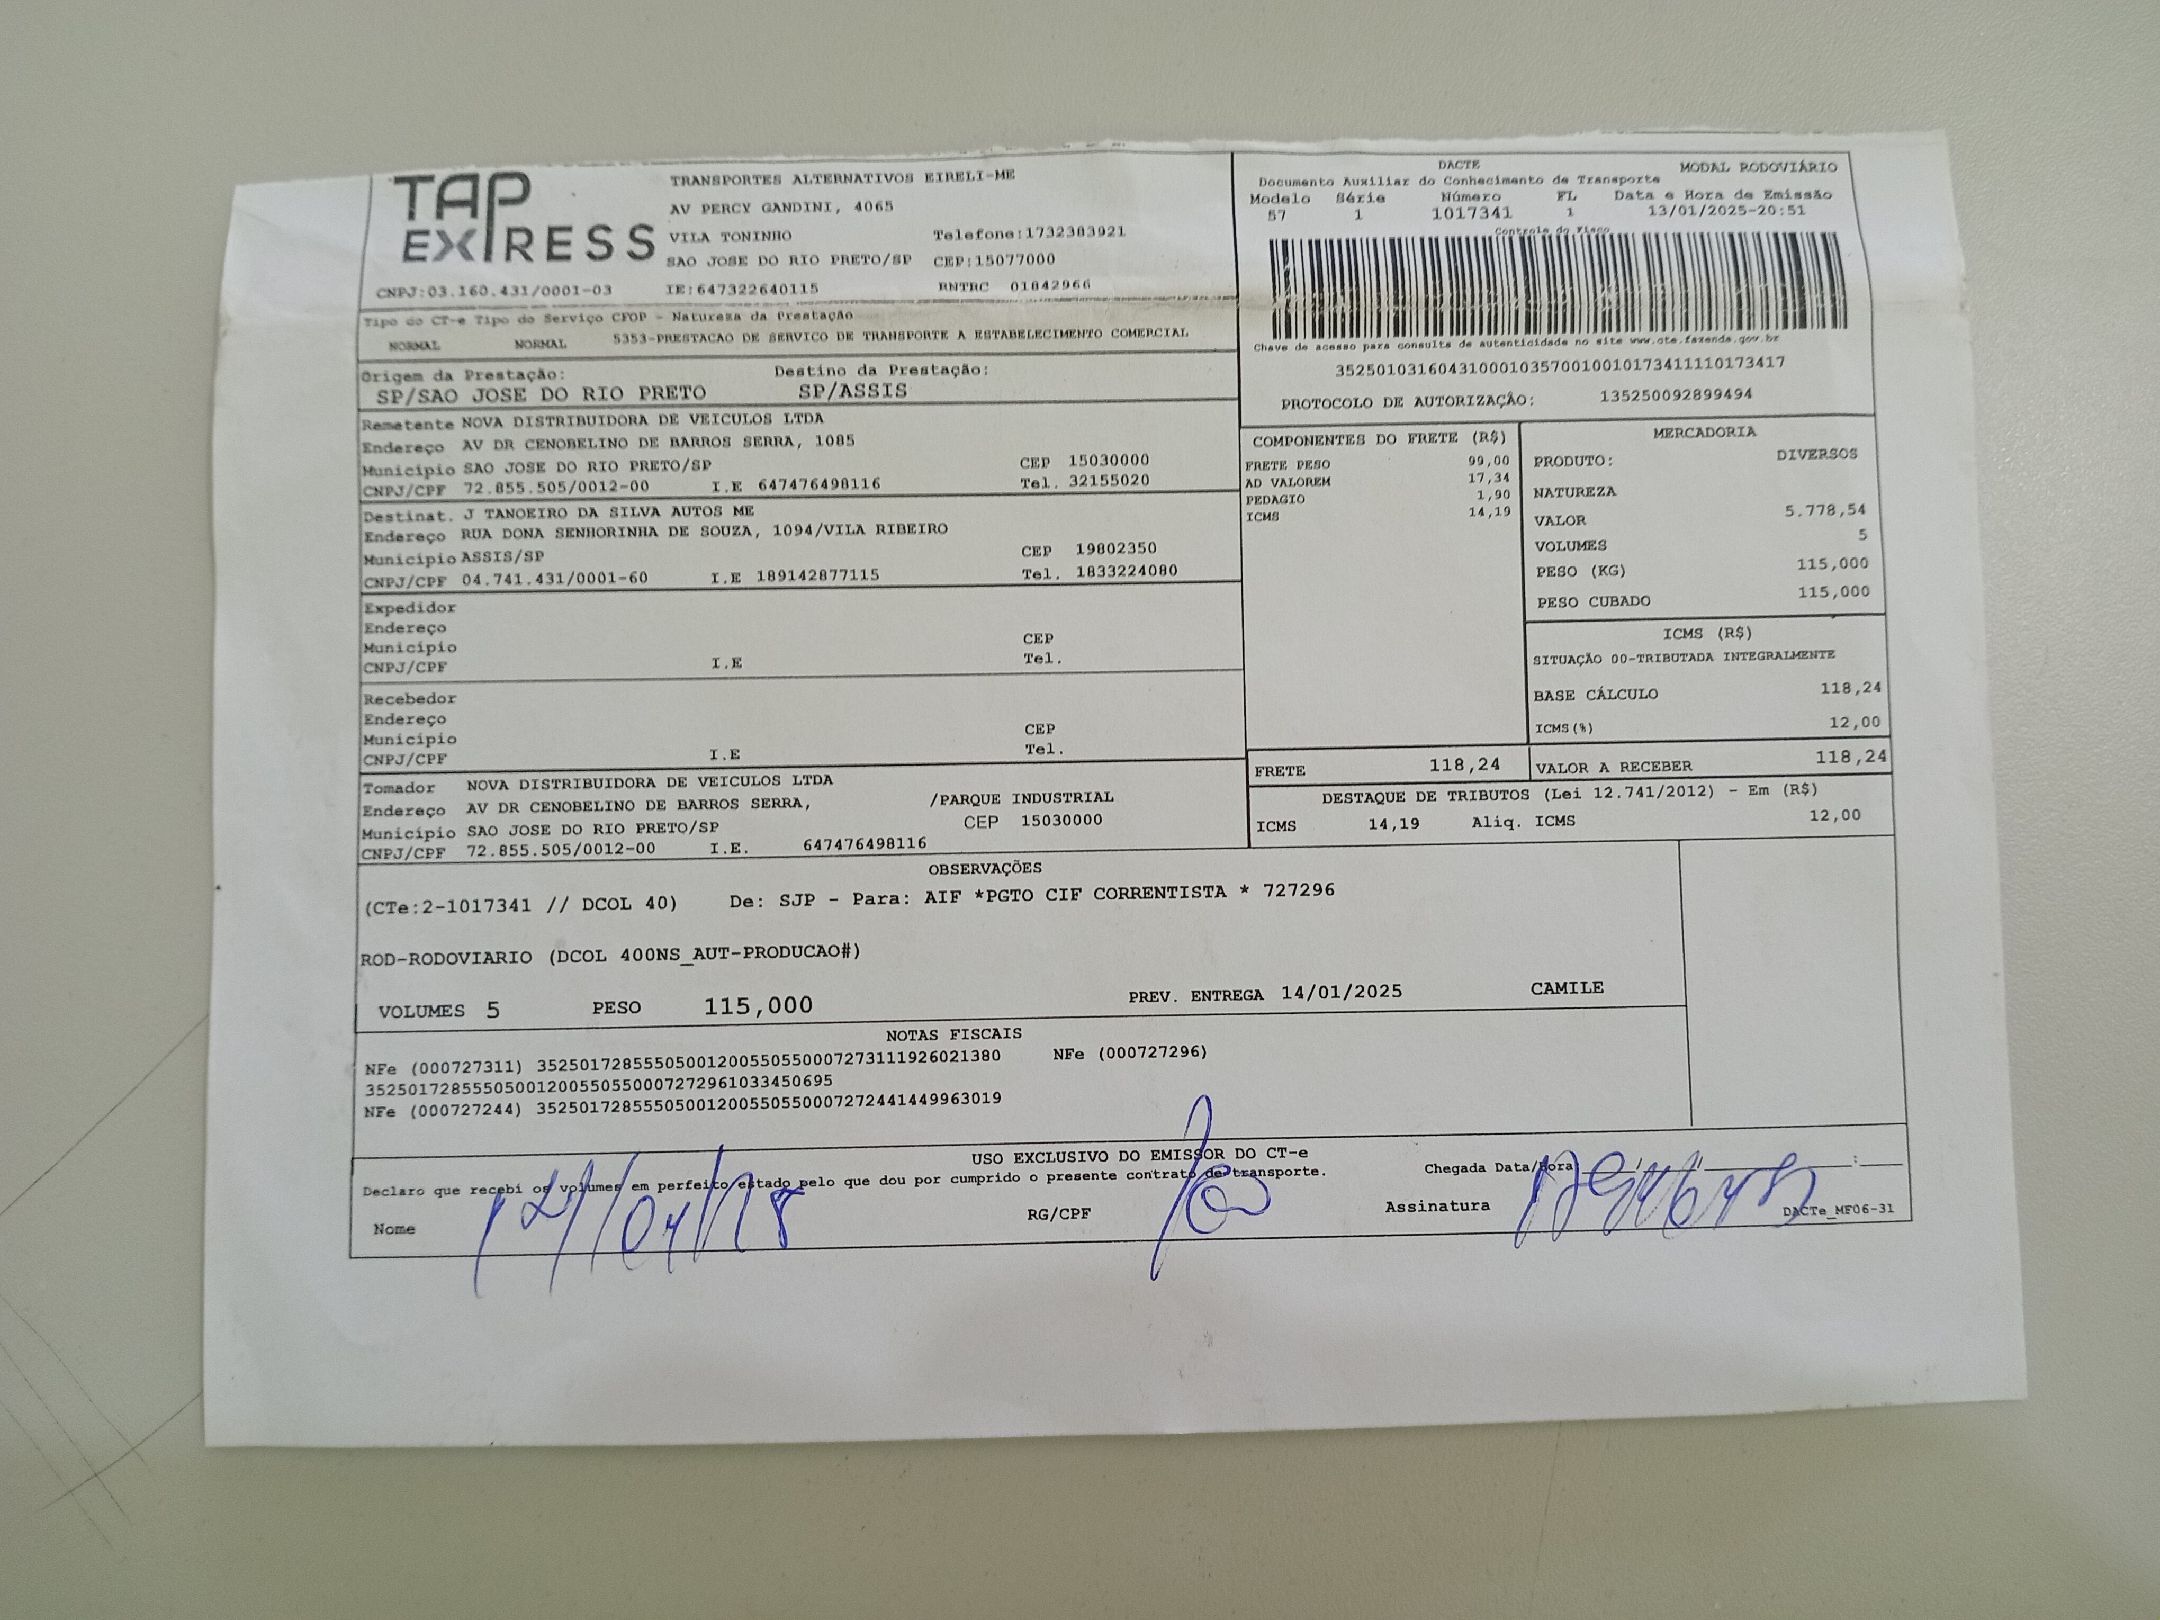 TAP
EXPRESS
TRANSPORTES ALTERNATIVOS EIRELI-ME
AV PERCY GANDINI, 4065
VILA TONINHO Telefone:1732383921
SAO JOSE DO RIO PRETO/SP CEP:15077000
CNPJ:03.160.431/0001-03 IE:647322640115 RNTRC 01842966
Tipo do CT-e Tipo do Serviço CFOP - Natureza da Prestação
NORMAL NORMAL 5353-PRESTACAO DE SERVICO DE TRANSPORTE A ESTABELECIMENTO COMERCIAL
Origem da Prestação: Destino da Prestação:
SP/SAO JOSE DO RIO PRETO SP/ASSIS
DACTE MODAL RODOVIÁRIO
Documento Auxiliar do Conhecimento de Transporte
Modelo Série Número FL Data e Hora de Emissão
57 1 1017341 1 13/01/2025-20:51
Controle do Fisco
Chave de acesso para consulta de autenticidade no site www.cte.fazenda.gov.br
35250103160431000103570010010173411110173417
PROTOCOLO DE AUTORIZAÇÃO: 135250092899494
Remetente NOVA DISTRIBUIDORA DE VEICULOS LTDA
Endereço AV DR CENOBELINO DE BARROS SERRA, 1085
Município SAO JOSE DO RIO PRETO/SP CEP 15030000
CNPJ/CPF 72.855.505/0012-00 I.E 647476498116 Tel. 32155020
Destinat. J TANOEIRO DA SILVA AUTOS ME
Endereço RUA DONA SENHORINHA DE SOUZA, 1094/VILA RIBEIRO
Município ASSIS/SP CEP 19802350
CNPJ/CPF 04.741.431/0001-60 I.E 189142877115 Tel. 1833224080
Expedidor
Endereço
Município CEP
CNPJ/CPF I.E Tel.
Recebedor
Endereço
Município CEP
CNPJ/CPF I.E Tel.
Tomador NOVA DISTRIBUIDORA DE VEICULOS LTDA
Endereço AV DR CENOBELINO DE BARROS SERRA, /PARQUE INDUSTRIAL
Município SAO JOSE DO RIO PRETO/SP CEP 15030000
CNPJ/CPF 72.855.505/0012-00 I.E. 647476498116
COMPONENTES DO FRETE (R$)
FRETE PESO 99,00
AD VALOREM 17,34
PEDAGIO 1,90
ICMS 14,19
MERCADORIA
PRODUTO: DIVERSOS
NATUREZA
VALOR 5.778,54
VOLUMES 5
PESO (KG) 115,000
PESO CUBADO 115,000
ICMS (R$)
SITUAÇÃO 00-TRIBUTADA INTEGRALMENTE
BASE CÁLCULO 118,24
ICMS(%) 12,00
FRETE 118,24 VALOR A RECEBER 118,24
DESTAQUE DE TRIBUTOS (Lei 12.741/2012) - Em (R$)
ICMS 14,19 Aliq. ICMS 12,00
OBSERVAÇÕES
(CTe:2-1017341 // DCOL 40) De: SJP - Para: AIF *PGTO CIF CORRENTISTA * 727296
ROD-RODOVIARIO (DCOL 400NS_AUT-PRODUCAO#)
VOLUMES 5 PESO 115,000 PREV. ENTREGA 14/01/2025 CAMILE
NOTAS FISCAIS
NFe (000727311) 35250172855505001200550550007273111926021380 NFe (000727296)
35250172855505001200550550007272961033450695
NFe (000727244) 35250172855505001200550550007272441449963019
USO EXCLUSIVO DO EMISSOR DO CT-e
Declaro que recebi os volumes em perfeito estado pelo que dou por cumprido o presente contrato de transporte.
Chegada Data/Hora
Nome RG/CPF Assinatura
DACTe_MF06-31